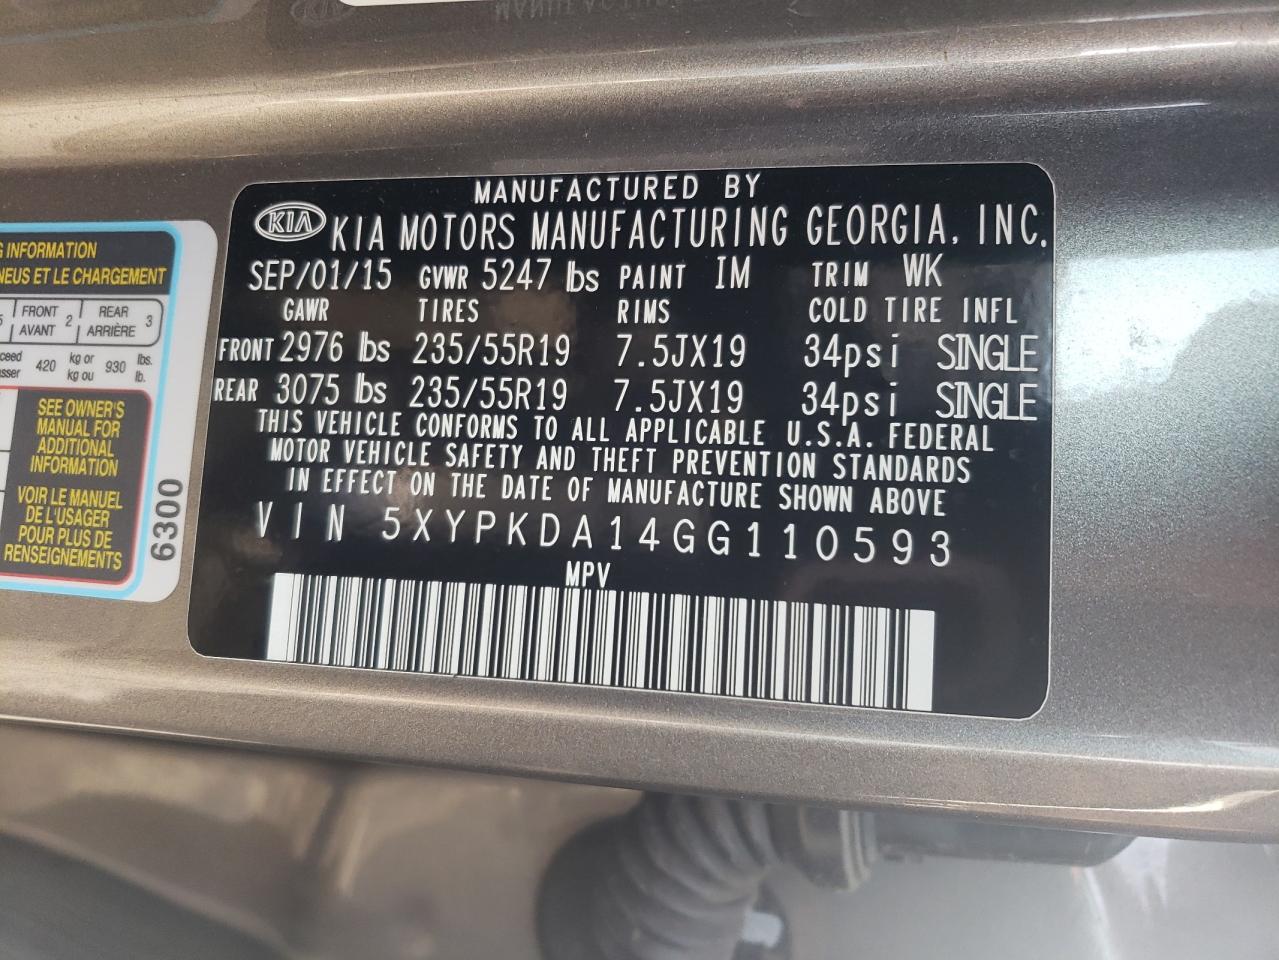 MANUFACTURED BY
KIA KIA MOTORS MANUFACTURING GEORGIA, INC.
SEP/01/15 GVWR 5247 lbs PAINT IM TRIM WK
GAWR TIRES RIMS COLD TIRE INFL
FRONT 2976 lbs 235/55R19 7.5JX19 34psi SINGLE
REAR 3075 lbs 235/55R19 7.5JX19 34psi SINGLE
THIS VEHICLE CONFORMS TO ALL APPLICABLE U.S.A. FEDERAL
MOTOR VEHICLE SAFETY AND THEFT PREVENTION STANDARDS
IN EFFECT ON THE DATE OF MANUFACTURE SHOWN ABOVE
VIN 5XYPKDA14GG110593
MPV
INFORMATION
ET LE CHARGEMENT
FRONT 2 REAR 3
AVANT ARRIÈRE
420 kg or 930 lbs.
kg ou lb.
SEE OWNER'S
MANUAL FOR
ADDITIONAL
INFORMATION
VOIR LE MANUEL
DE L'USAGER
POUR PLUS DE
RENSEIGNEMENTS
6300